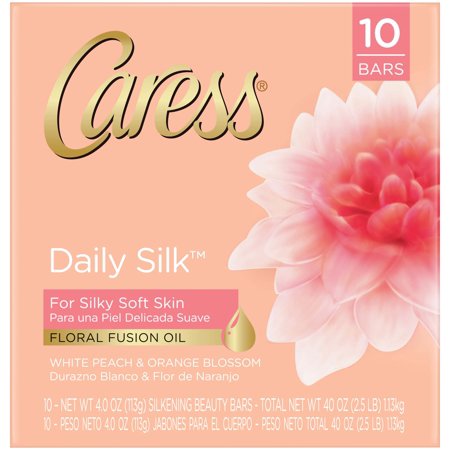 10
BARS
Caress®
Daily Silk™
For Silky Soft Skin
Para una Piel Delicada Suave
FLORAL FUSION OIL
WHITE PEACH & ORANGE BLOSSOM
Durazno Blanco & Flor de Naranjo
10 - NET WT 4.0 OZ (113g) SILKENING BEAUTY BARS - TOTAL NET WT 40 OZ (2.5 LB) 1.13kg
10 - PESO NETO 4.0 OZ (113g) JABONES PARA EL CUERPO - PESO NETO TOTAL 40 OZ (2.5 LB) 1.13kg